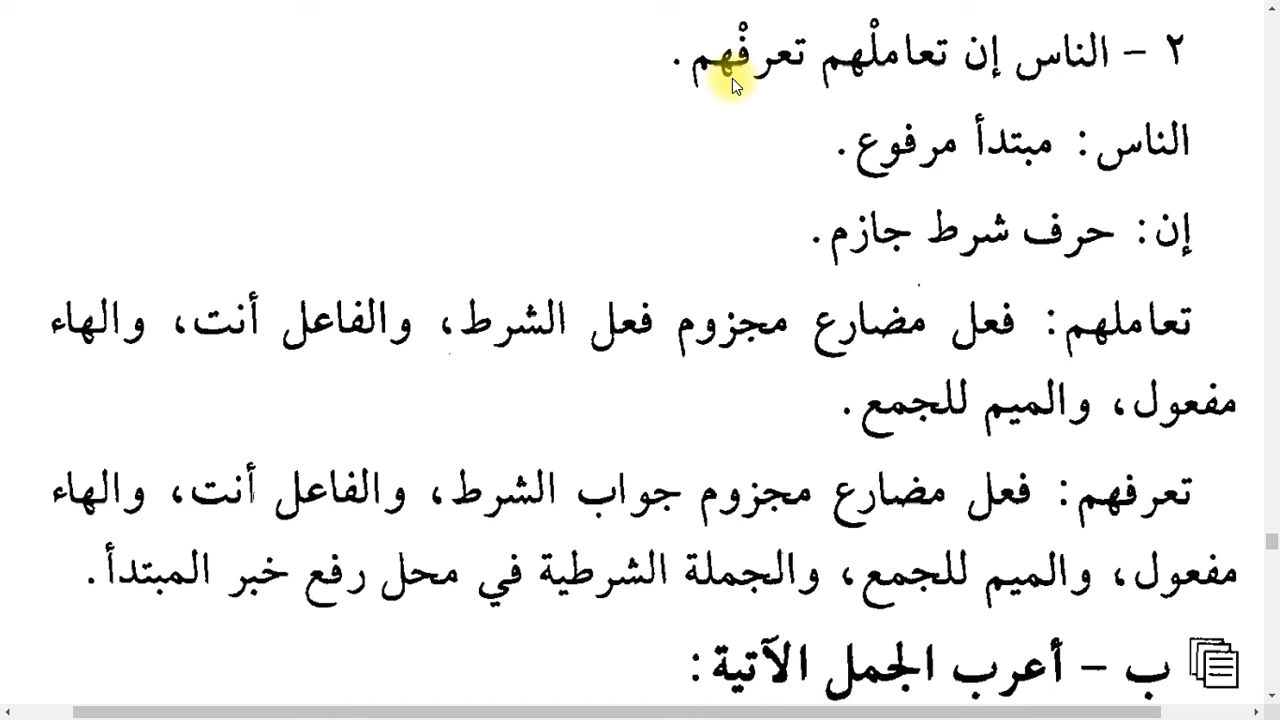 ٢ - الناس إن تعاملْهم تعرفْهم.
الناس: مبتدأ مرفوع.
إن: حرف شرط جازم.
تعاملهم: فعل مضارع مجزوم فعل الشرط، والفاعل أنت، والهاء
مفعول، والميم للجمع.
تعرفهم: فعل مضارع مجزوم جواب الشرط، والفاعل أنت، والهاء
مفعول، والميم للجمع، والجملة الشرطية في محل رفع خبر المبتدأ.
ب - أعرب الجمل الآتية: